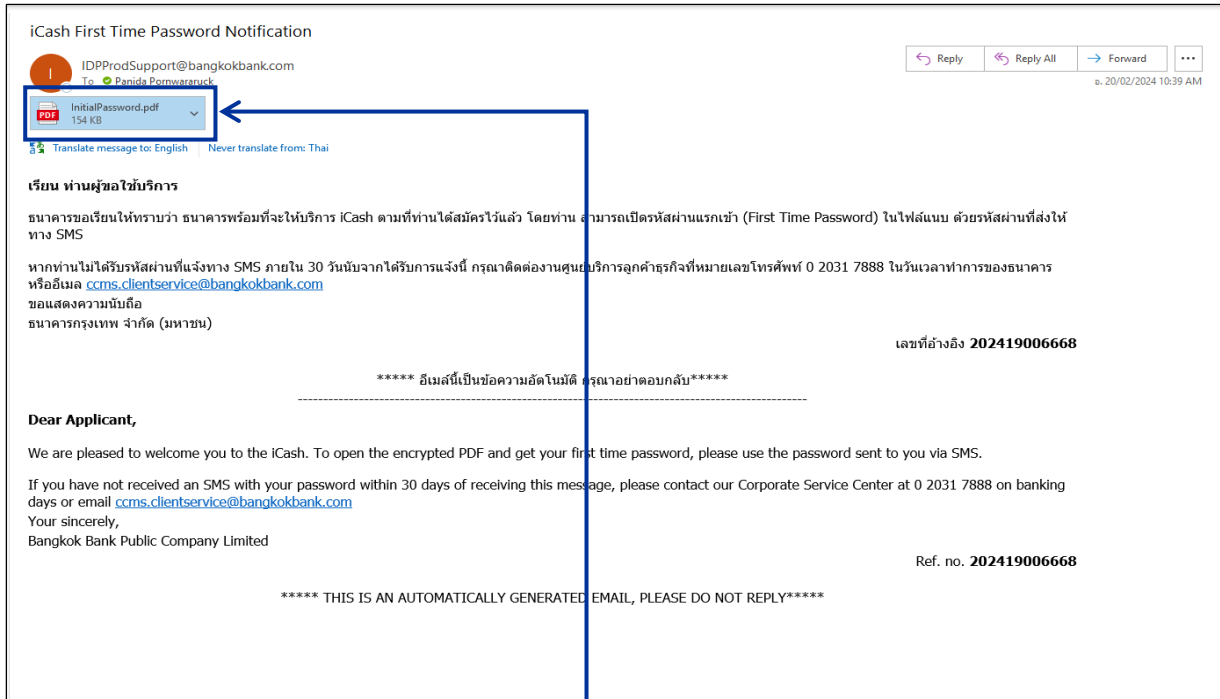 iCash First Time Password Notification
I
IDPProdSupport@bangkokbank.com
To Panida Pornwararuck
Reply
Reply All
Forward
อ. 20/02/2024 10:39 AM
PDF
InitialPassword.pdf
154 KB
Translate message to: English
Never translate from: Thai
เรียน ท่านผู้ขอใช้บริการ
ธนาคารขอเรียนให้ทราบว่า ธนาคารพร้อมที่จะให้บริการ iCash ตามที่ท่านได้สมัครไว้แล้ว โดยท่าน สามารถเปิดรหัสผ่านแรกเข้า (First Time Password) ในไฟล์แนบ ด้วยรหัสผ่านที่ส่งให้
ทาง SMS
หากท่านไม่ได้รับรหัสผ่านที่แจ้งทาง SMS ภายใน 30 วันนับจากได้รับการแจ้งนี้ กรุณาติดต่องานศูนย์บริการลูกค้าธุรกิจที่หมายเลขโทรศัพท์ 0 2031 7888 ในวันเวลาทำการของธนาคาร
หรืออีเมล ccms.clientservice@bangkokbank.com
ขอแสดงความนับถือ
ธนาคารกรุงเทพ จำกัด (มหาชน)
เลขที่อ้างอิง 202419006668
***** อีเมล์นี้เป็นข้อความอัตโนมัติ กรุณาอย่าตอบกลับ*****
Dear Applicant,
We are pleased to welcome you to the iCash. To open the encrypted PDF and get your first time password, please use the password sent to you via SMS.
If you have not received an SMS with your password within 30 days of receiving this message, please contact our Corporate Service Center at 0 2031 7888 on banking
days or email ccms.clientservice@bangkokbank.com
Your sincerely,
Bangkok Bank Public Company Limited
Ref. no. 202419006668
***** THIS IS AN AUTOMATICALLY GENERATED EMAIL, PLEASE DO NOT REPLY*****